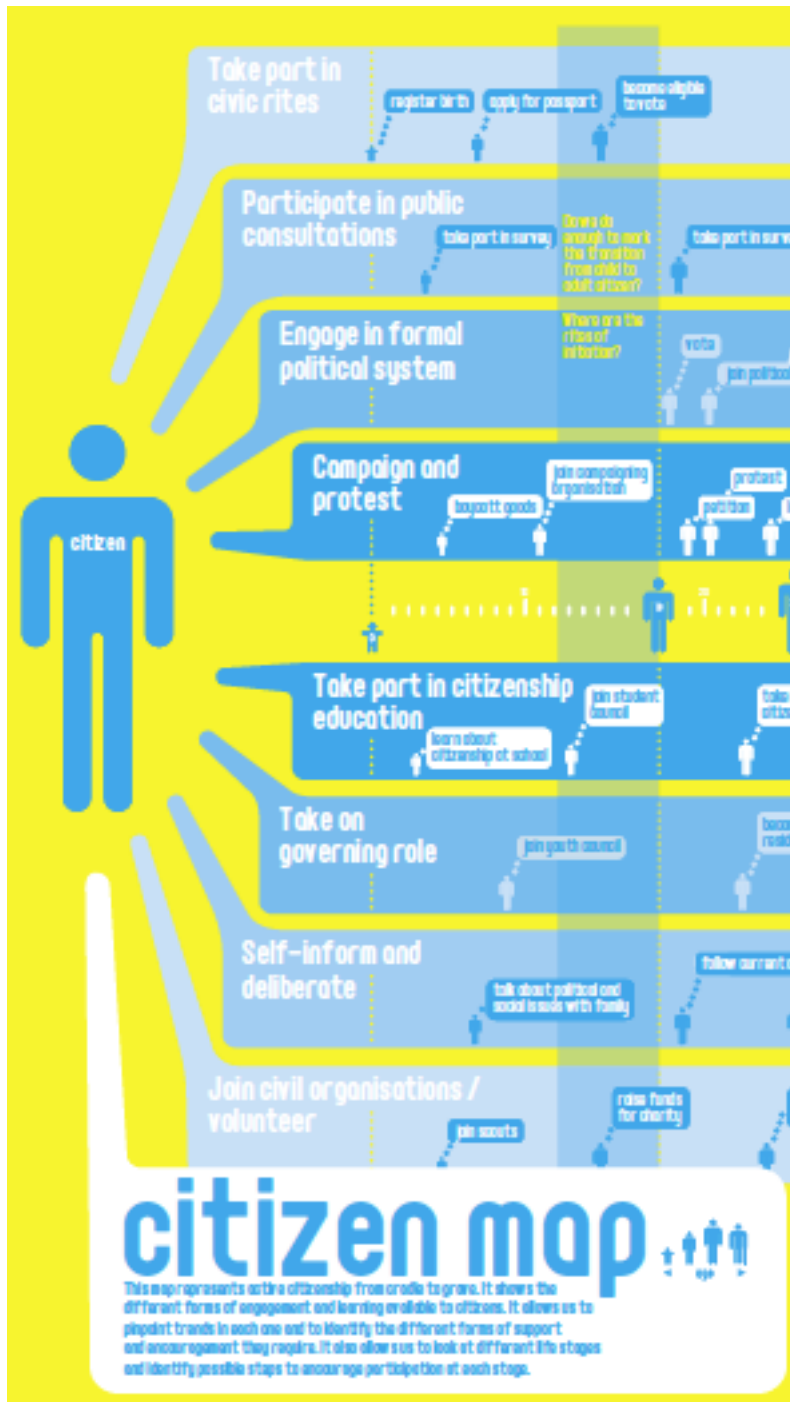 Take part in
civic rites
register birth
apply for passport
become eligible
to vote
Participate in public
consultations
take part in survey
Do we do
enough to mark
the transition
from child to
adult citizen?
take part in
Where are the
rites of
initiation?
Engage in formal
political system
vote
join political
Campaign and
protest
boycott goods
join campaigning
organisation
petition
protest
citizen
Take part in citizenship
education
learn about
citizenship at school
join student
council
take
Take on
governing role
join youth council
Self-inform and
deliberate
talk about political and
social issues with family
follow current
Join civil organisations /
volunteer
join scouts
raise funds
for charity
citizen map
age
This map represents active citizenship from cradle to grave. It shows the
different forms of engagement and learning available to citizens. It allows us to
pinpoint trends in each one and to identify the different forms of support
and encouragement they require. It also allows us to look at different life stages
and identify possible steps to encourage participation at each stage.